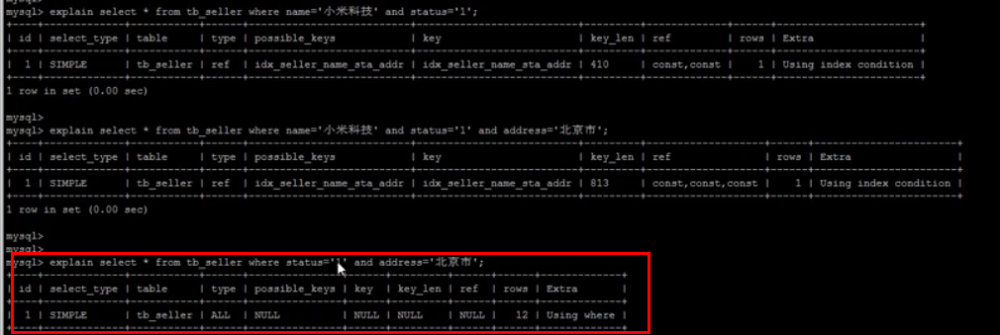 mysql> explain select * from tb_seller where name='小米科技' and status='1';
| id | select_type | table | type | possible_keys | key | key_len | ref | rows | Extra |
| 1 | SIMPLE | tb_seller | ref | idx_seller_name_sta_addr | idx_seller_name_sta_addr | 410 | const,const | 1 | Using index condition |
1 row in set (0.00 sec)
mysql>
mysql> explain select * from tb_seller where name='小米科技' and status='1' and address='北京市';
| id | select_type | table | type | possible_keys | key | key_len | ref | rows | Extra |
| 1 | SIMPLE | tb_seller | ref | idx_seller_name_sta_addr | idx_seller_name_sta_addr | 813 | const,const,const | 1 | Using index condition |
1 row in set (0.00 sec)
mysql>
mysql>
mysql> explain select * from tb_seller where status='1' and address='北京市';
| id | select_type | table | type | possible_keys | key | key_len | ref | rows | Extra |
| 1 | SIMPLE | tb_seller | ALL | NULL | NULL | NULL | NULL | 12 | Using where |